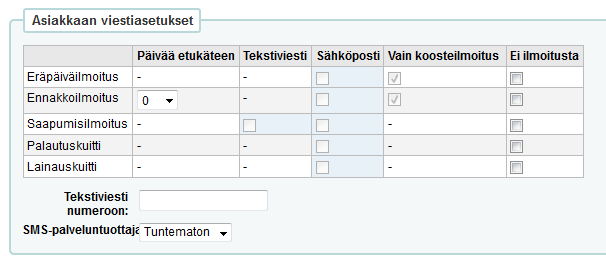 Asiakkaan viestiasetukset
Päivää etukäteen Tekstiviesti Sähköposti Vain koosteilmoitus Ei ilmoitusta
Eräpäiväilmoitus - -
Ennakkoilmoitus 0 -
Saapumisilmoitus - -
Palautuskuitti - - -
Lainauskuitti - - -
Tekstiviesti
numeroon:
SMS-palveluntuottaja Tuntematon